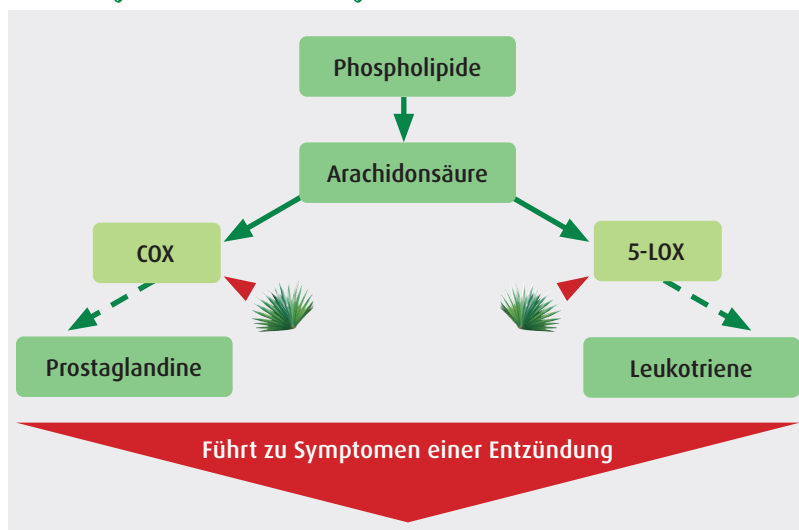 Phospholipide
Arachidonsäure
COX
5-LOX
Prostaglandine
Leukotriene
Führt zu Symptomen einer Entzündung